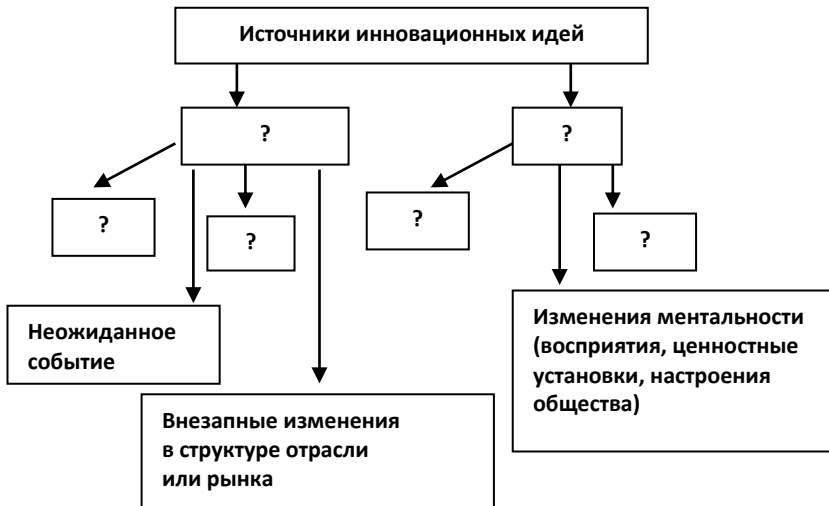 Источники инновационных идей
?
?
?
?
?
?
Неожиданное
событие
Изменения ментальности
(восприятия, ценностные
установки, настроения
общества)
Внезапные изменения
в структуре отрасли
или рынка